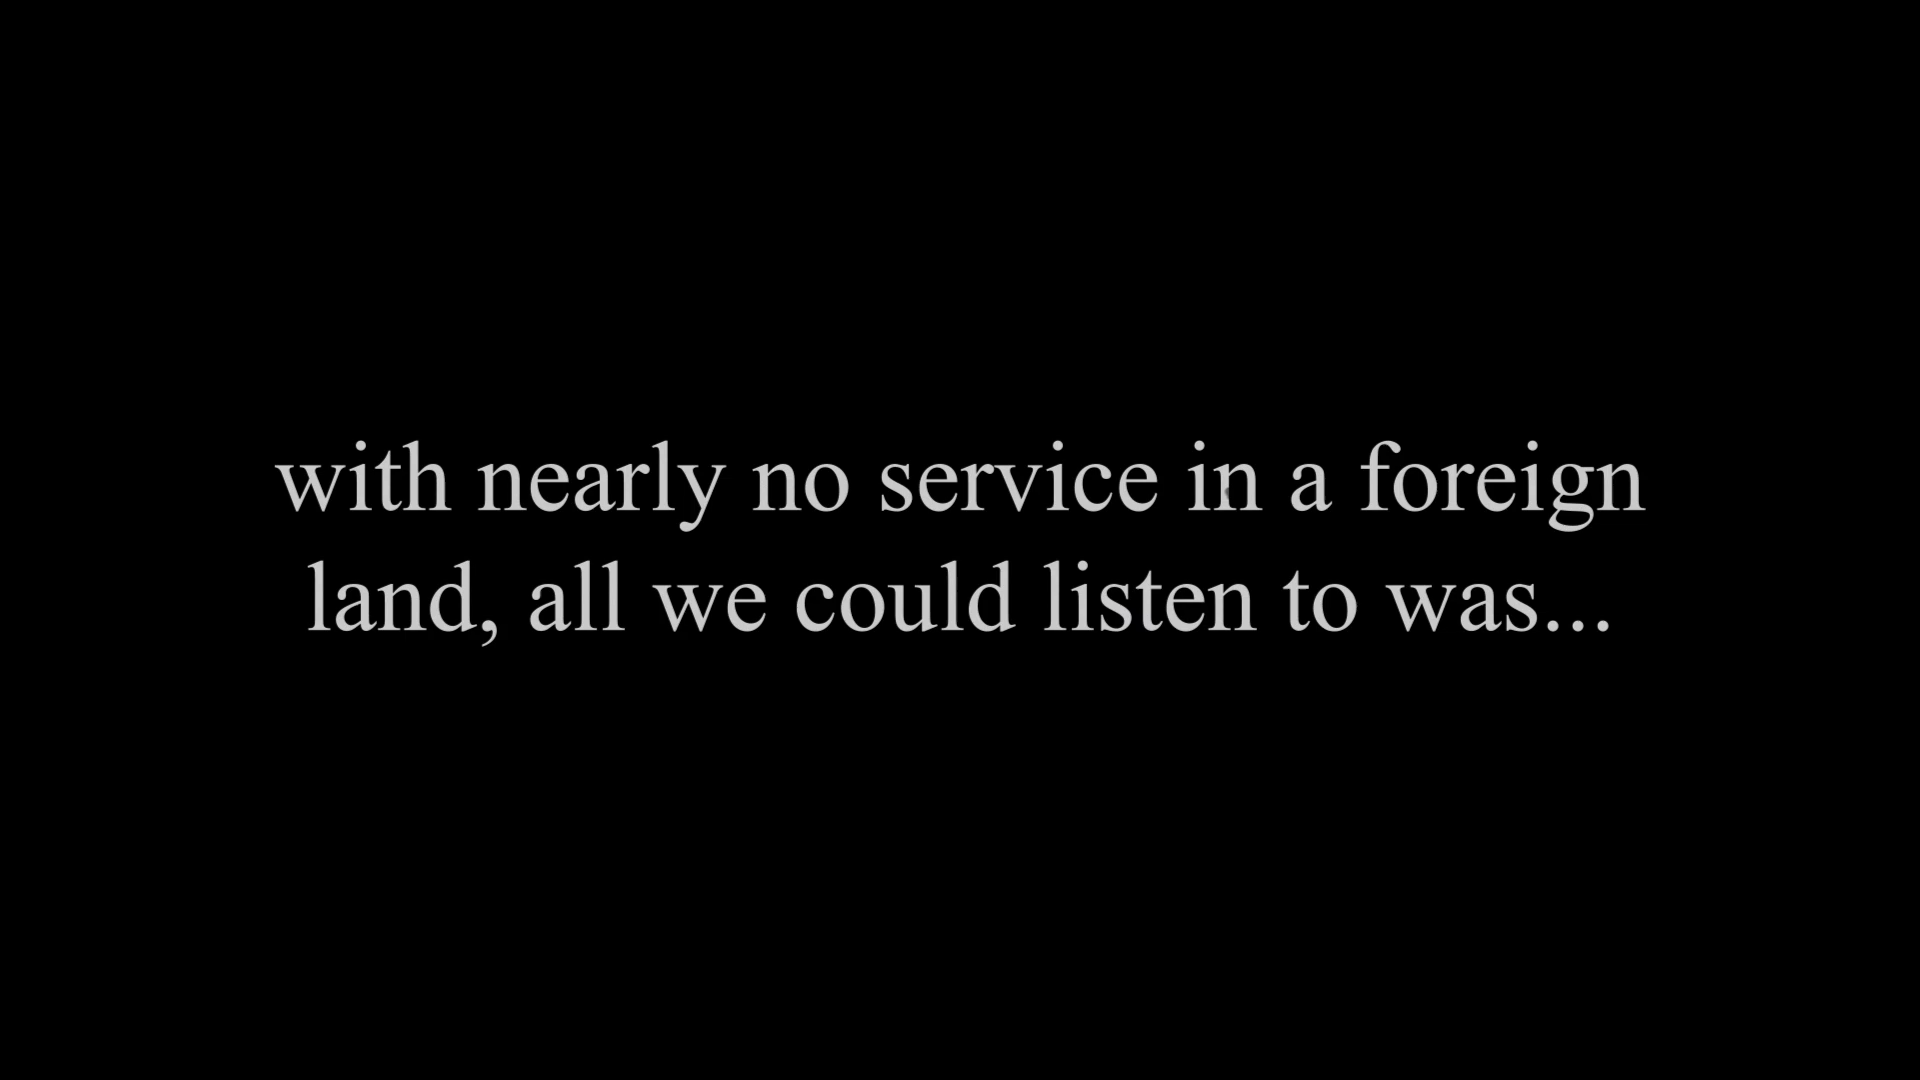 with nearly no service in a foreign
land, all we could listen to was...